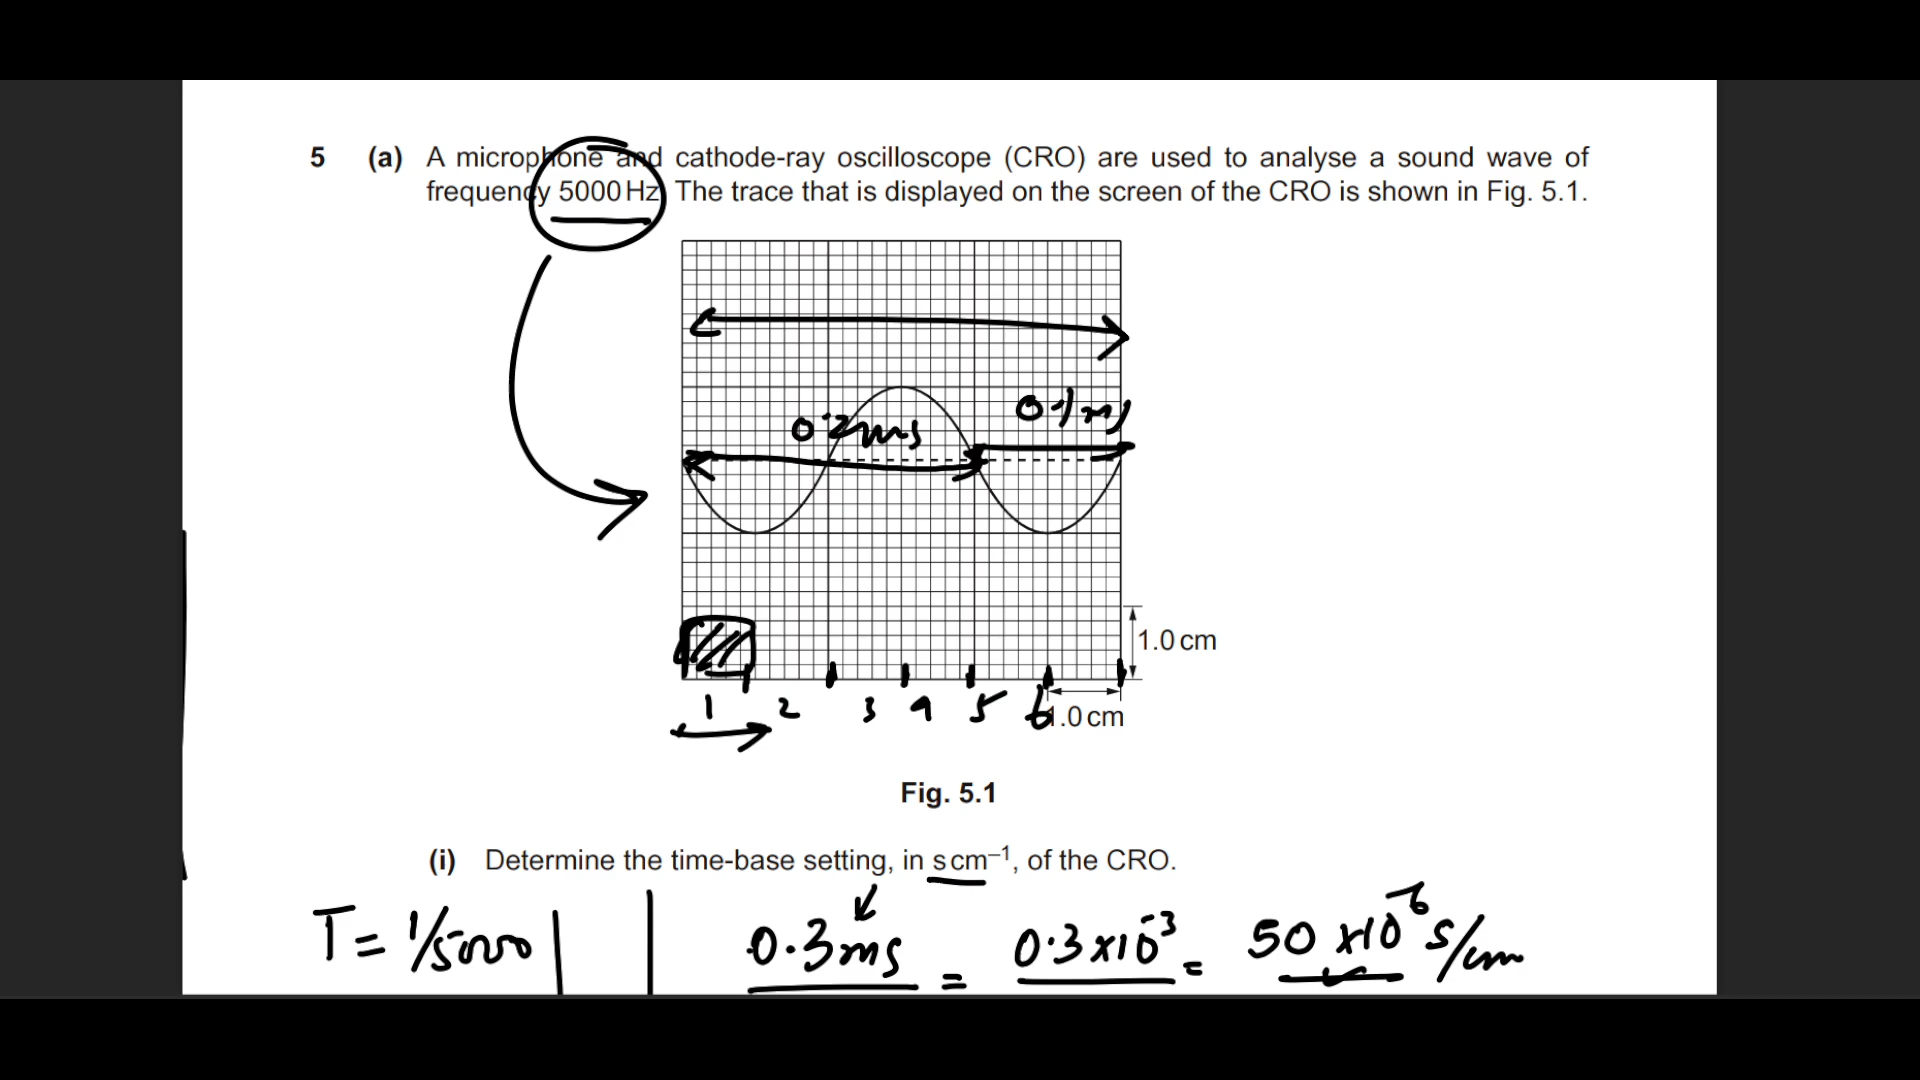 5 (a) A microphone and cathode-ray oscilloscope (CRO) are used to analyse a sound wave of
frequency 5000 Hz. The trace that is displayed on the screen of the CRO is shown in Fig. 5.1.
0.1ms
0.2ms
1.0 cm
1 2 3 4 5 6
1.0 cm
Fig. 5.1
(i) Determine the time-base setting, in s cm⁻¹, of the CRO.
T = 1/5000 0.3ms = 0.3x10⁻³ = 50 x10⁻⁶ s/cm